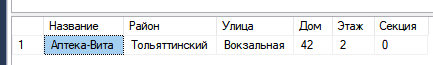 Название Район Улица Дом Этаж Секция
1 Аптека-Вита Тольяттинский Вокзальная 42 2 0